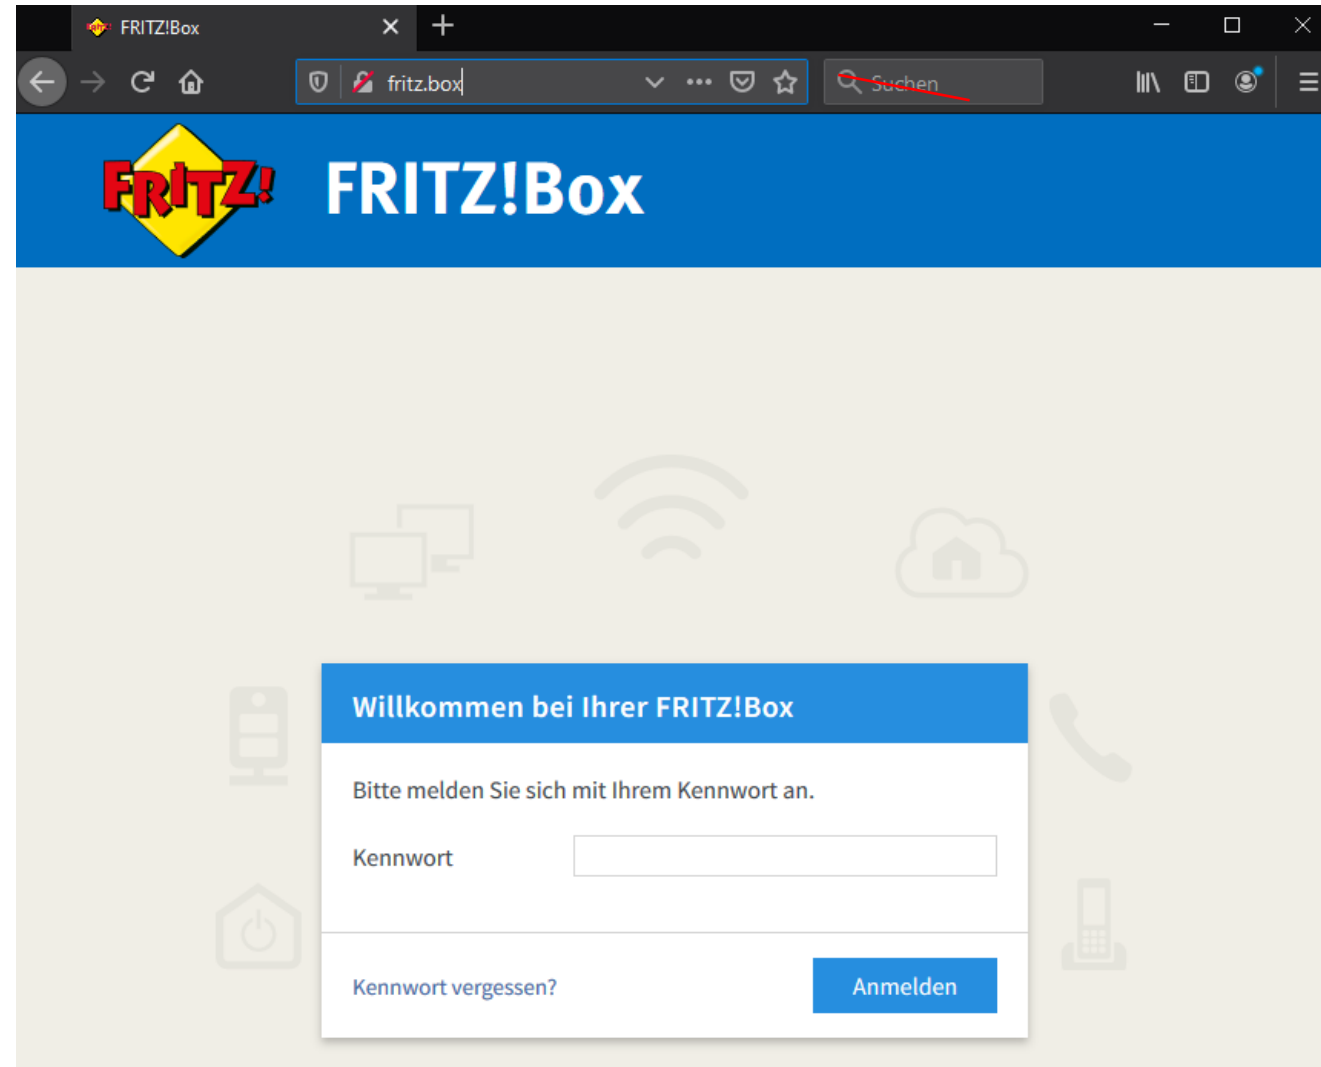 FRITZ!Box
fritz.box
Suchen
FRITZ!
FRITZ!Box
Willkommen bei Ihrer FRITZ!Box
Bitte melden Sie sich mit Ihrem Kennwort an.
Kennwort
Kennwort vergessen?
Anmelden